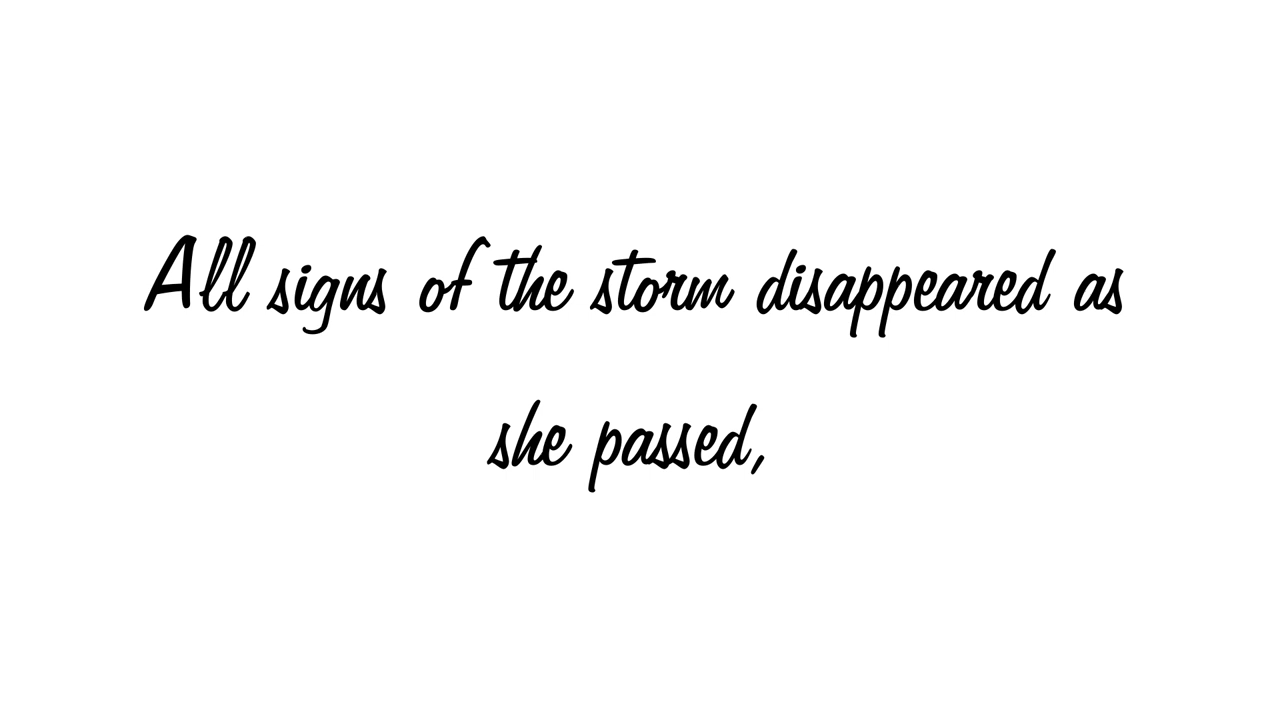 All signs of the storm disappeared as
she passed,